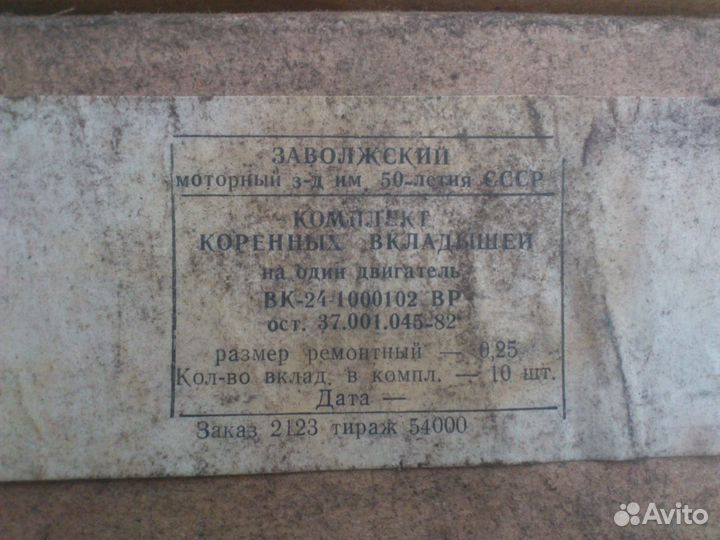 ЗАВОЛЖСКИЙ
моторный з-д им 50-летия СССР
КОМПЛЕКТ
КОРЕННЫХ ВКЛАДЫШЕЙ
на один двигатель
ВК-24-1000102 ВР
ост. 37.001.045-82
размер ремонтный — 0,25
Кол-во вклад. в компл. — 10 шт.
Дата —
Заказ 2123 тираж 54000
Avito